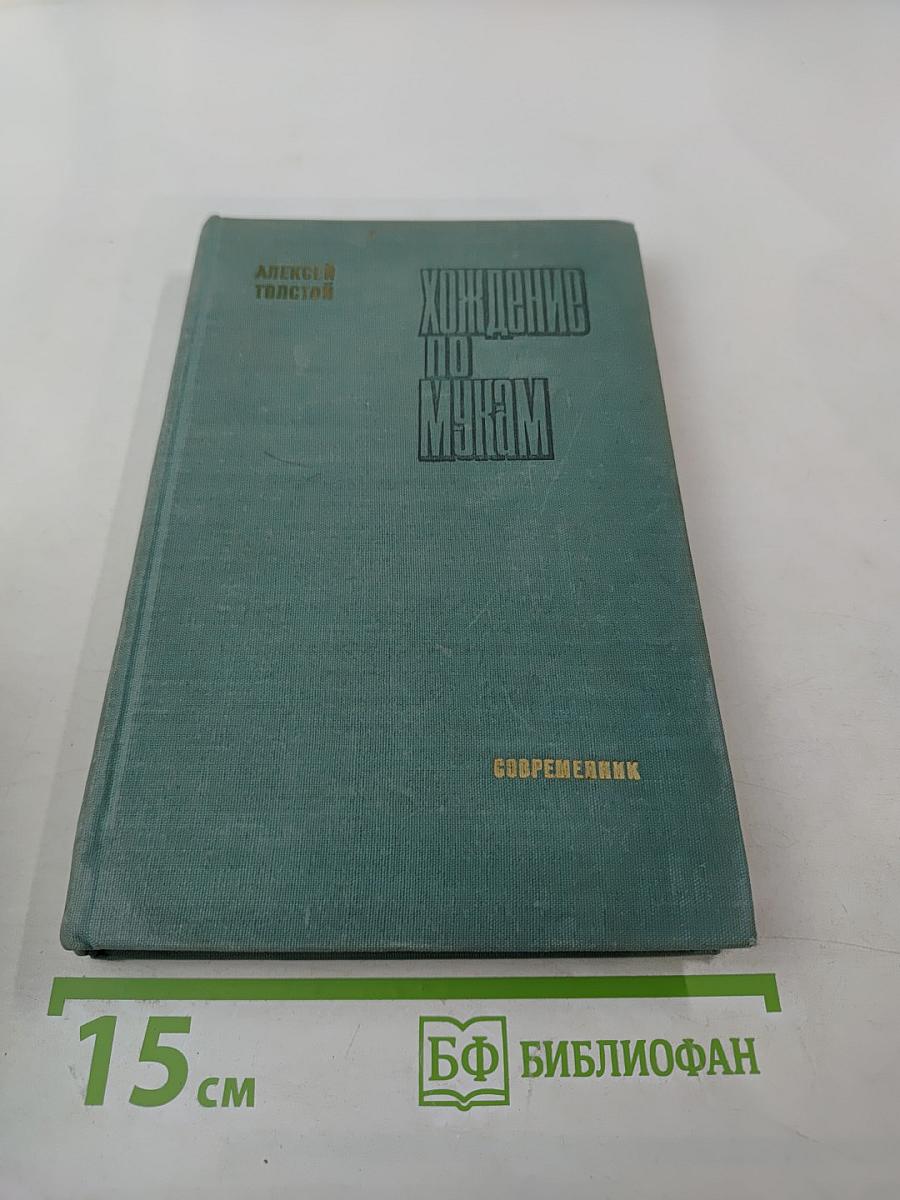 АЛЕКСЕЙ
ТОЛСТОЙ
ХОЖДЕНИЕ
ПО
МУКАМ
СОВРЕМЕННИК
15 см
БФ БИБЛИОФАН